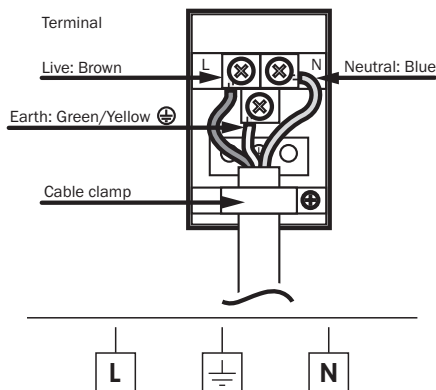 Terminal
L
N
Live: Brown
Neutral: Blue
Earth: Green/Yellow
Cable clamp
L
N